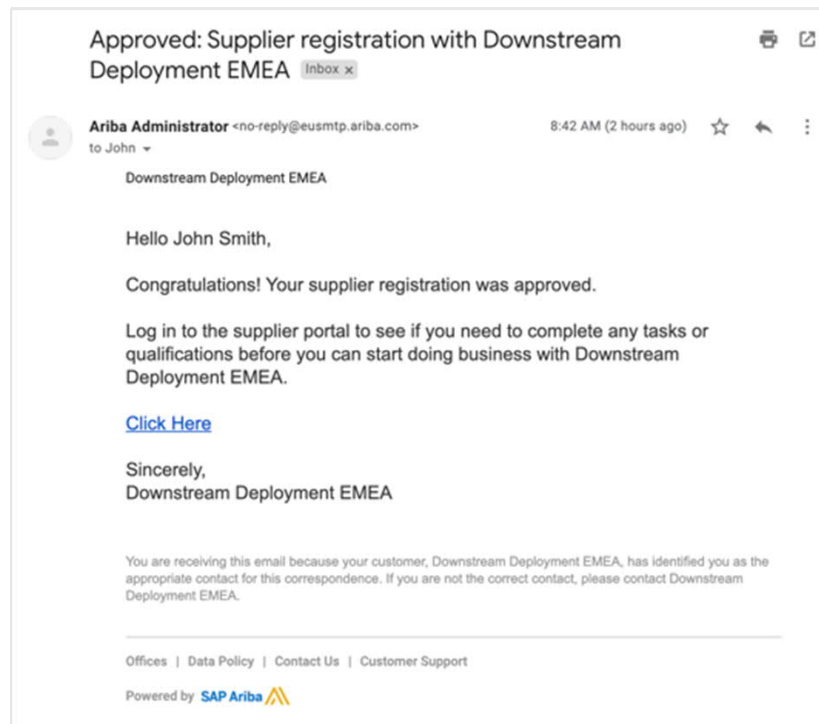 Approved: Supplier registration with Downstream
Deployment EMEA Inbox x
Ariba Administrator <no-reply@eusmtp.ariba.com> 8:42 AM (2 hours ago)
to John
Downstream Deployment EMEA
Hello John Smith,
Congratulations! Your supplier registration was approved.
Log in to the supplier portal to see if you need to complete any tasks or
qualifications before you can start doing business with Downstream
Deployment EMEA.
Click Here
Sincerely,
Downstream Deployment EMEA
You are receiving this email because your customer, Downstream Deployment EMEA, has identified you as the
appropriate contact for this correspondence. If you are not the correct contact, please contact Downstream
Deployment EMEA.
Offices | Data Policy | Contact Us | Customer Support
Powered by SAP Ariba